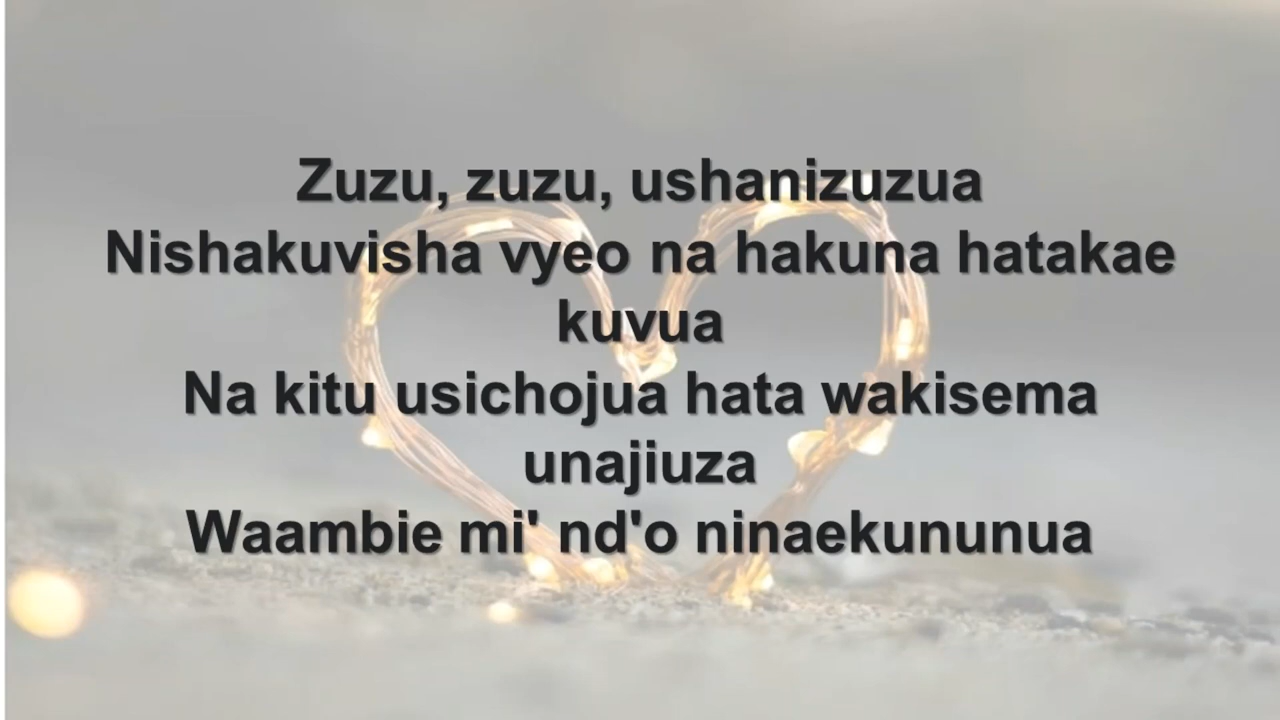 Zuzu, zuzu, ushanizuzua
Nishakuvisha vyeo na hakuna hatakae
kuvua
Na kitu usichojua hata wakisema
unajiuza
Waambie mi' nd'o ninaekununua